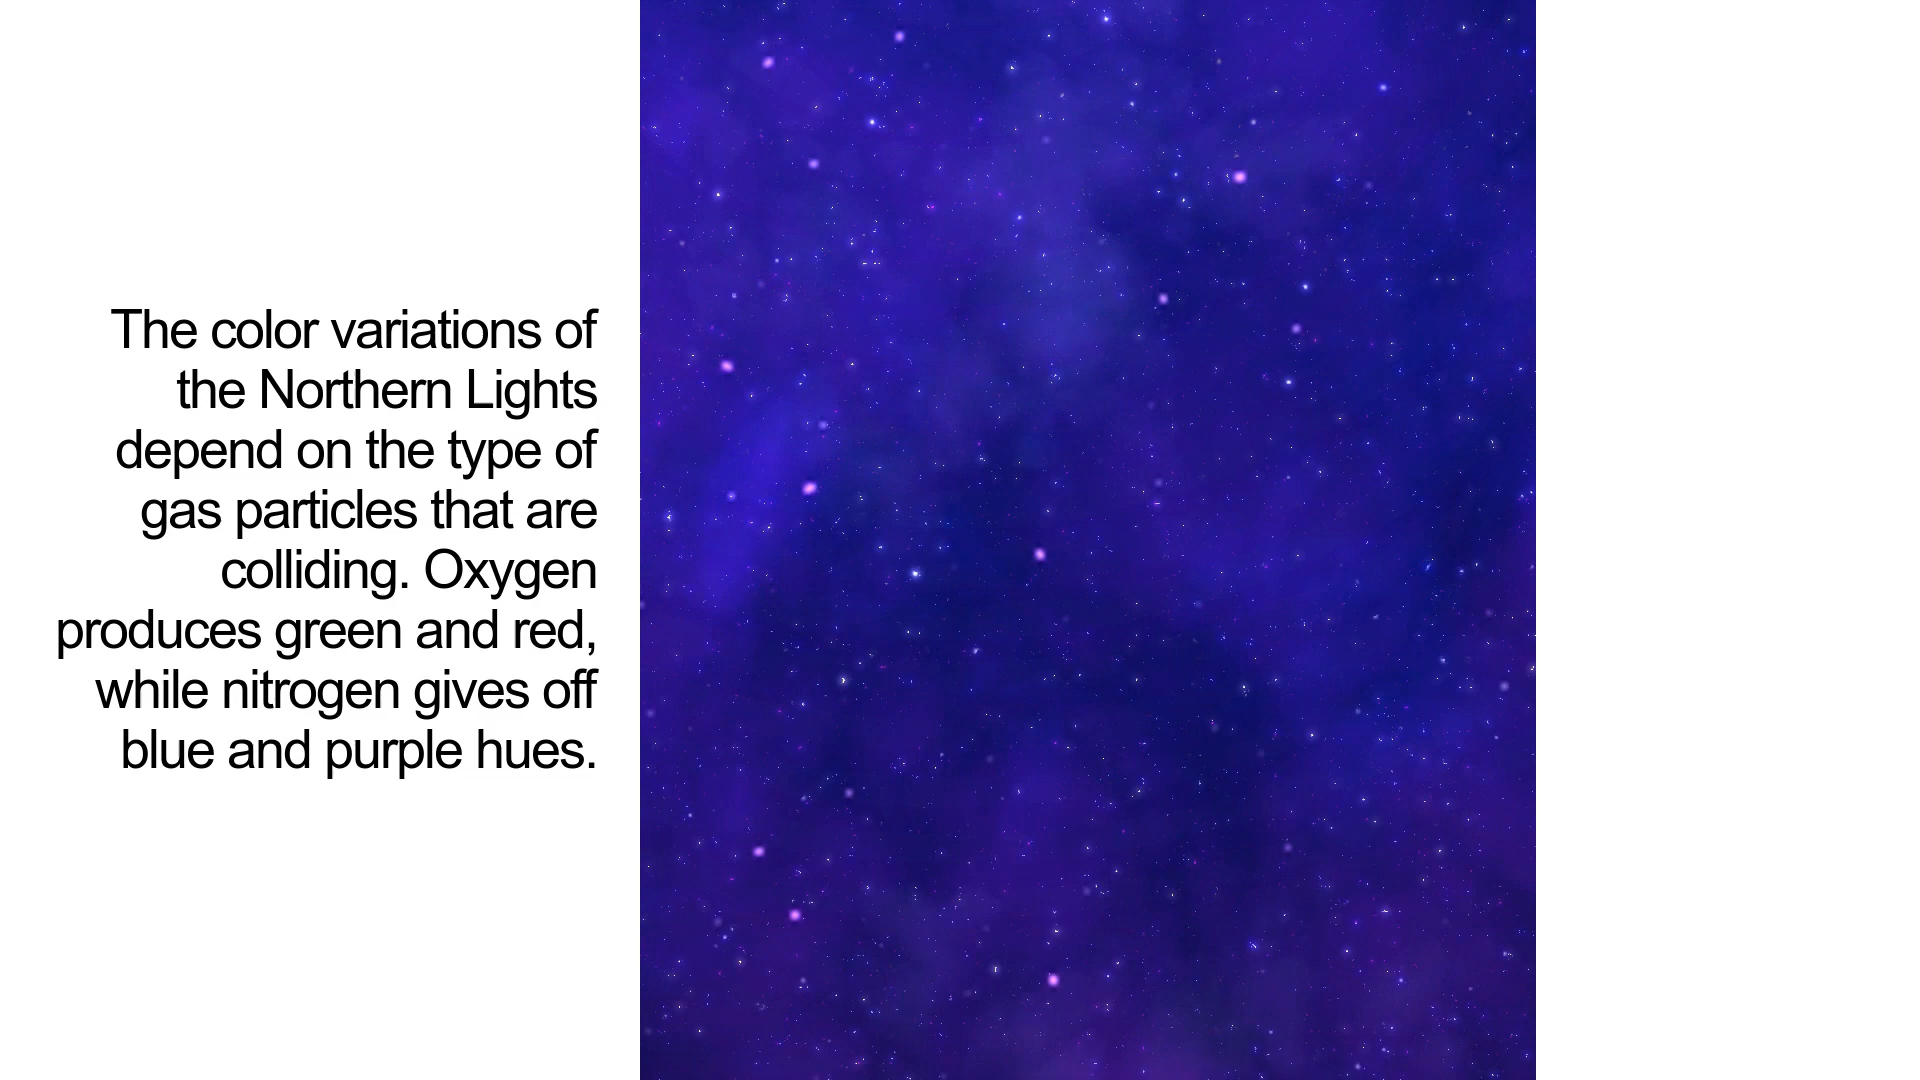 The color variations of
the Northern Lights
depend on the type of
gas particles that are
colliding. Oxygen
produces green and red,
while nitrogen gives off
blue and purple hues.